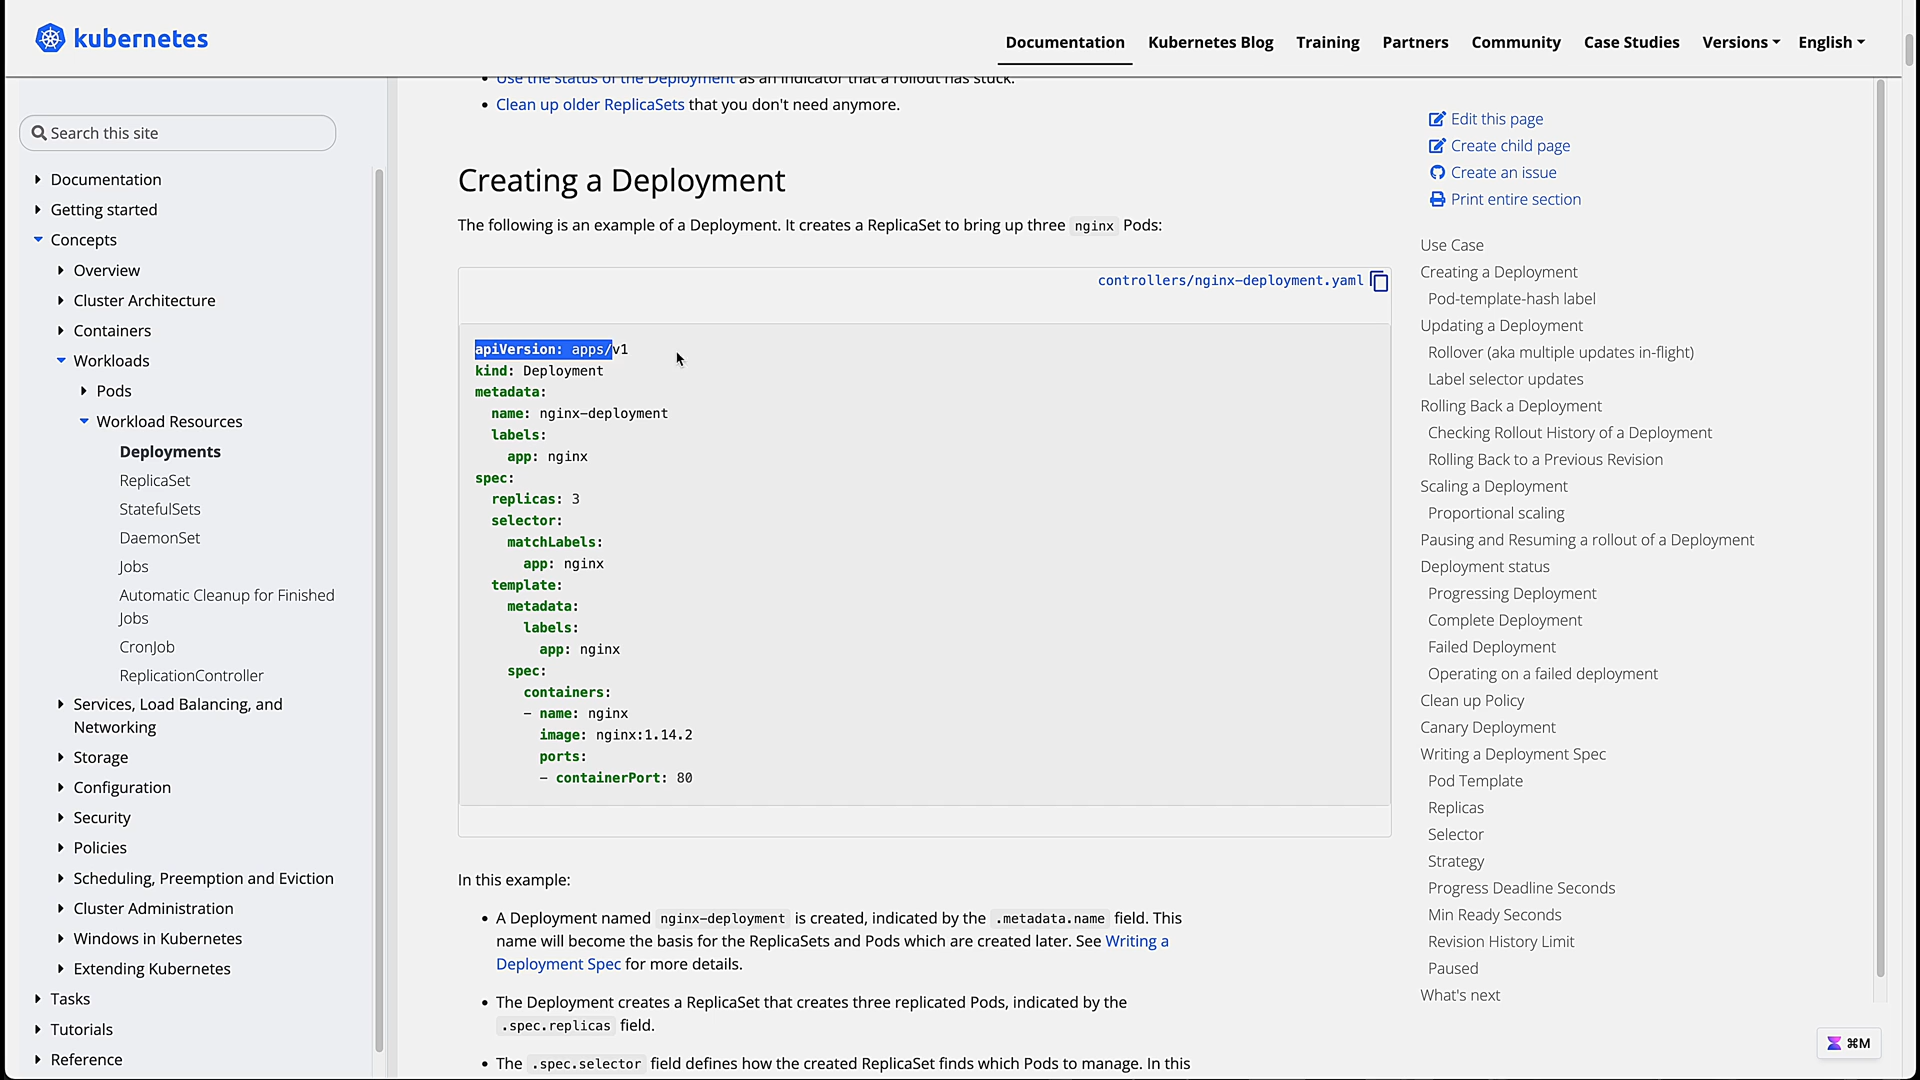 kubernetes
Documentation
Kubernetes Blog
Training
Partners
Community
Case Studies
Versions
English
Search this site
Documentation
Getting started
Concepts
Overview
Cluster Architecture
Containers
Workloads
Pods
Workload Resources
Deployments
ReplicaSet
StatefulSets
DaemonSet
Jobs
Automatic Cleanup for Finished
Jobs
CronJob
ReplicationController
Services, Load Balancing, and
Networking
Storage
Configuration
Security
Policies
Scheduling, Preemption and Eviction
Cluster Administration
Windows in Kubernetes
Extending Kubernetes
Tasks
Tutorials
Reference
• Use the status of the Deployment as an indicator that a rollout has stuck.
• Clean up older ReplicaSets that you don't need anymore.
Creating a Deployment
The following is an example of a Deployment. It creates a ReplicaSet to bring up three nginx Pods:
controllers/nginx-deployment.yaml
apiVersion: apps/v1
kind: Deployment
metadata:
  name: nginx-deployment
  labels:
    app: nginx
spec:
  replicas: 3
  selector:
    matchLabels:
      app: nginx
  template:
    metadata:
      labels:
        app: nginx
    spec:
      containers:
      - name: nginx
        image: nginx:1.14.2
        ports:
        - containerPort: 80
In this example:
• A Deployment named nginx-deployment is created, indicated by the .metadata.name field. This
name will become the basis for the ReplicaSets and Pods which are created later. See Writing a
Deployment Spec for more details.
• The Deployment creates a ReplicaSet that creates three replicated Pods, indicated by the
.spec.replicas field.
• The .spec.selector field defines how the created ReplicaSet finds which Pods to manage. In this
Edit this page
Create child page
Create an issue
Print entire section
Use Case
Creating a Deployment
Pod-template-hash label
Updating a Deployment
Rollover (aka multiple updates in-flight)
Label selector updates
Rolling Back a Deployment
Checking Rollout History of a Deployment
Rolling Back to a Previous Revision
Scaling a Deployment
Proportional scaling
Pausing and Resuming a rollout of a Deployment
Deployment status
Progressing Deployment
Complete Deployment
Failed Deployment
Operating on a failed deployment
Clean up Policy
Canary Deployment
Writing a Deployment Spec
Pod Template
Replicas
Selector
Strategy
Progress Deadline Seconds
Min Ready Seconds
Revision History Limit
Paused
What's next
⌘M